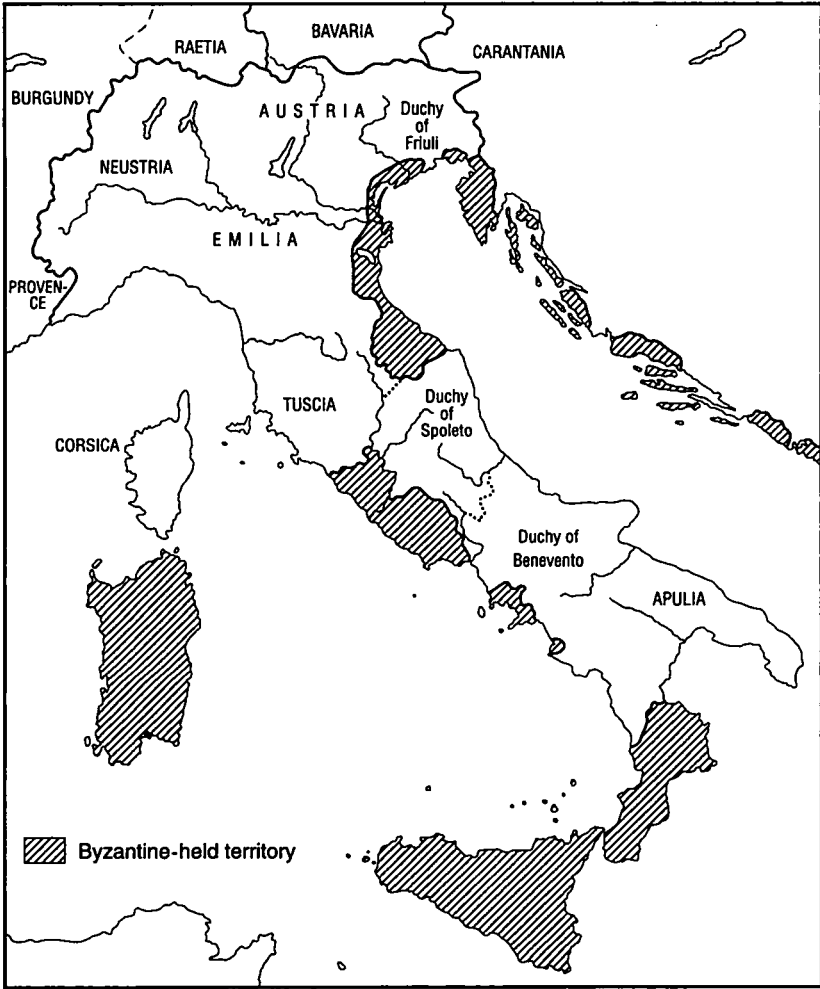 BAVARIA
RAETIA
CARANTANIA
BURGUNDY
AUSTRIA
Duchy
of
Friuli
NEUSTRIA
EMILIA
PROVEN-
CE
TUSCIA
Duchy
of
Spoleto
CORSICA
Duchy of
Benevento
APULIA
Byzantine-held territory